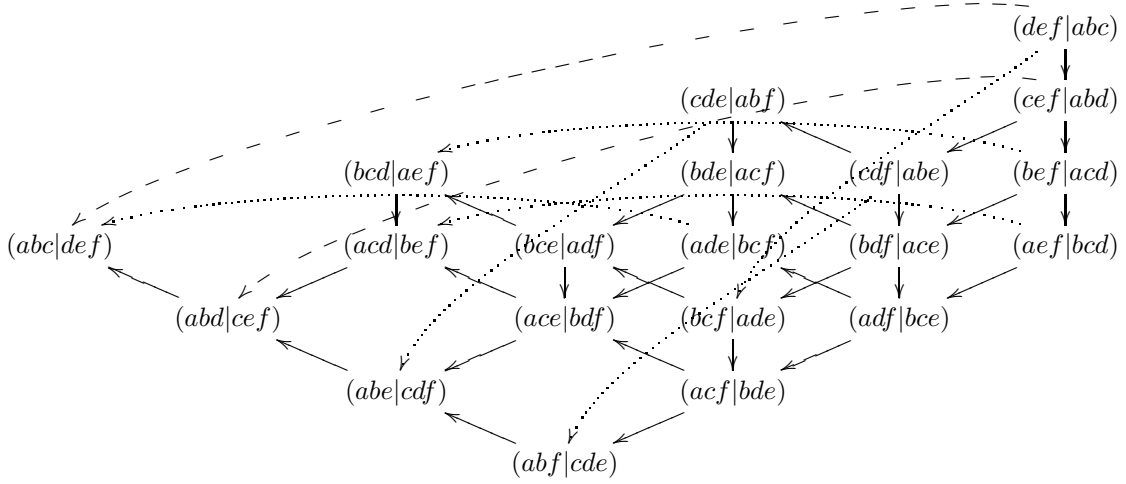 (def|abc)
(cde|abf) (cef|abd)
(bcd|aef) (bde|acf) (cdf|abe) (bef|acd)
(abc|def) (acd|bef) (bce|adf) (ade|bcf) (bdf|ace) (aef|bcd)
(abd|cef) (ace|bdf) (bcf|ade) (adf|bce)
(abe|cdf) (acf|bde)
(abf|cde)